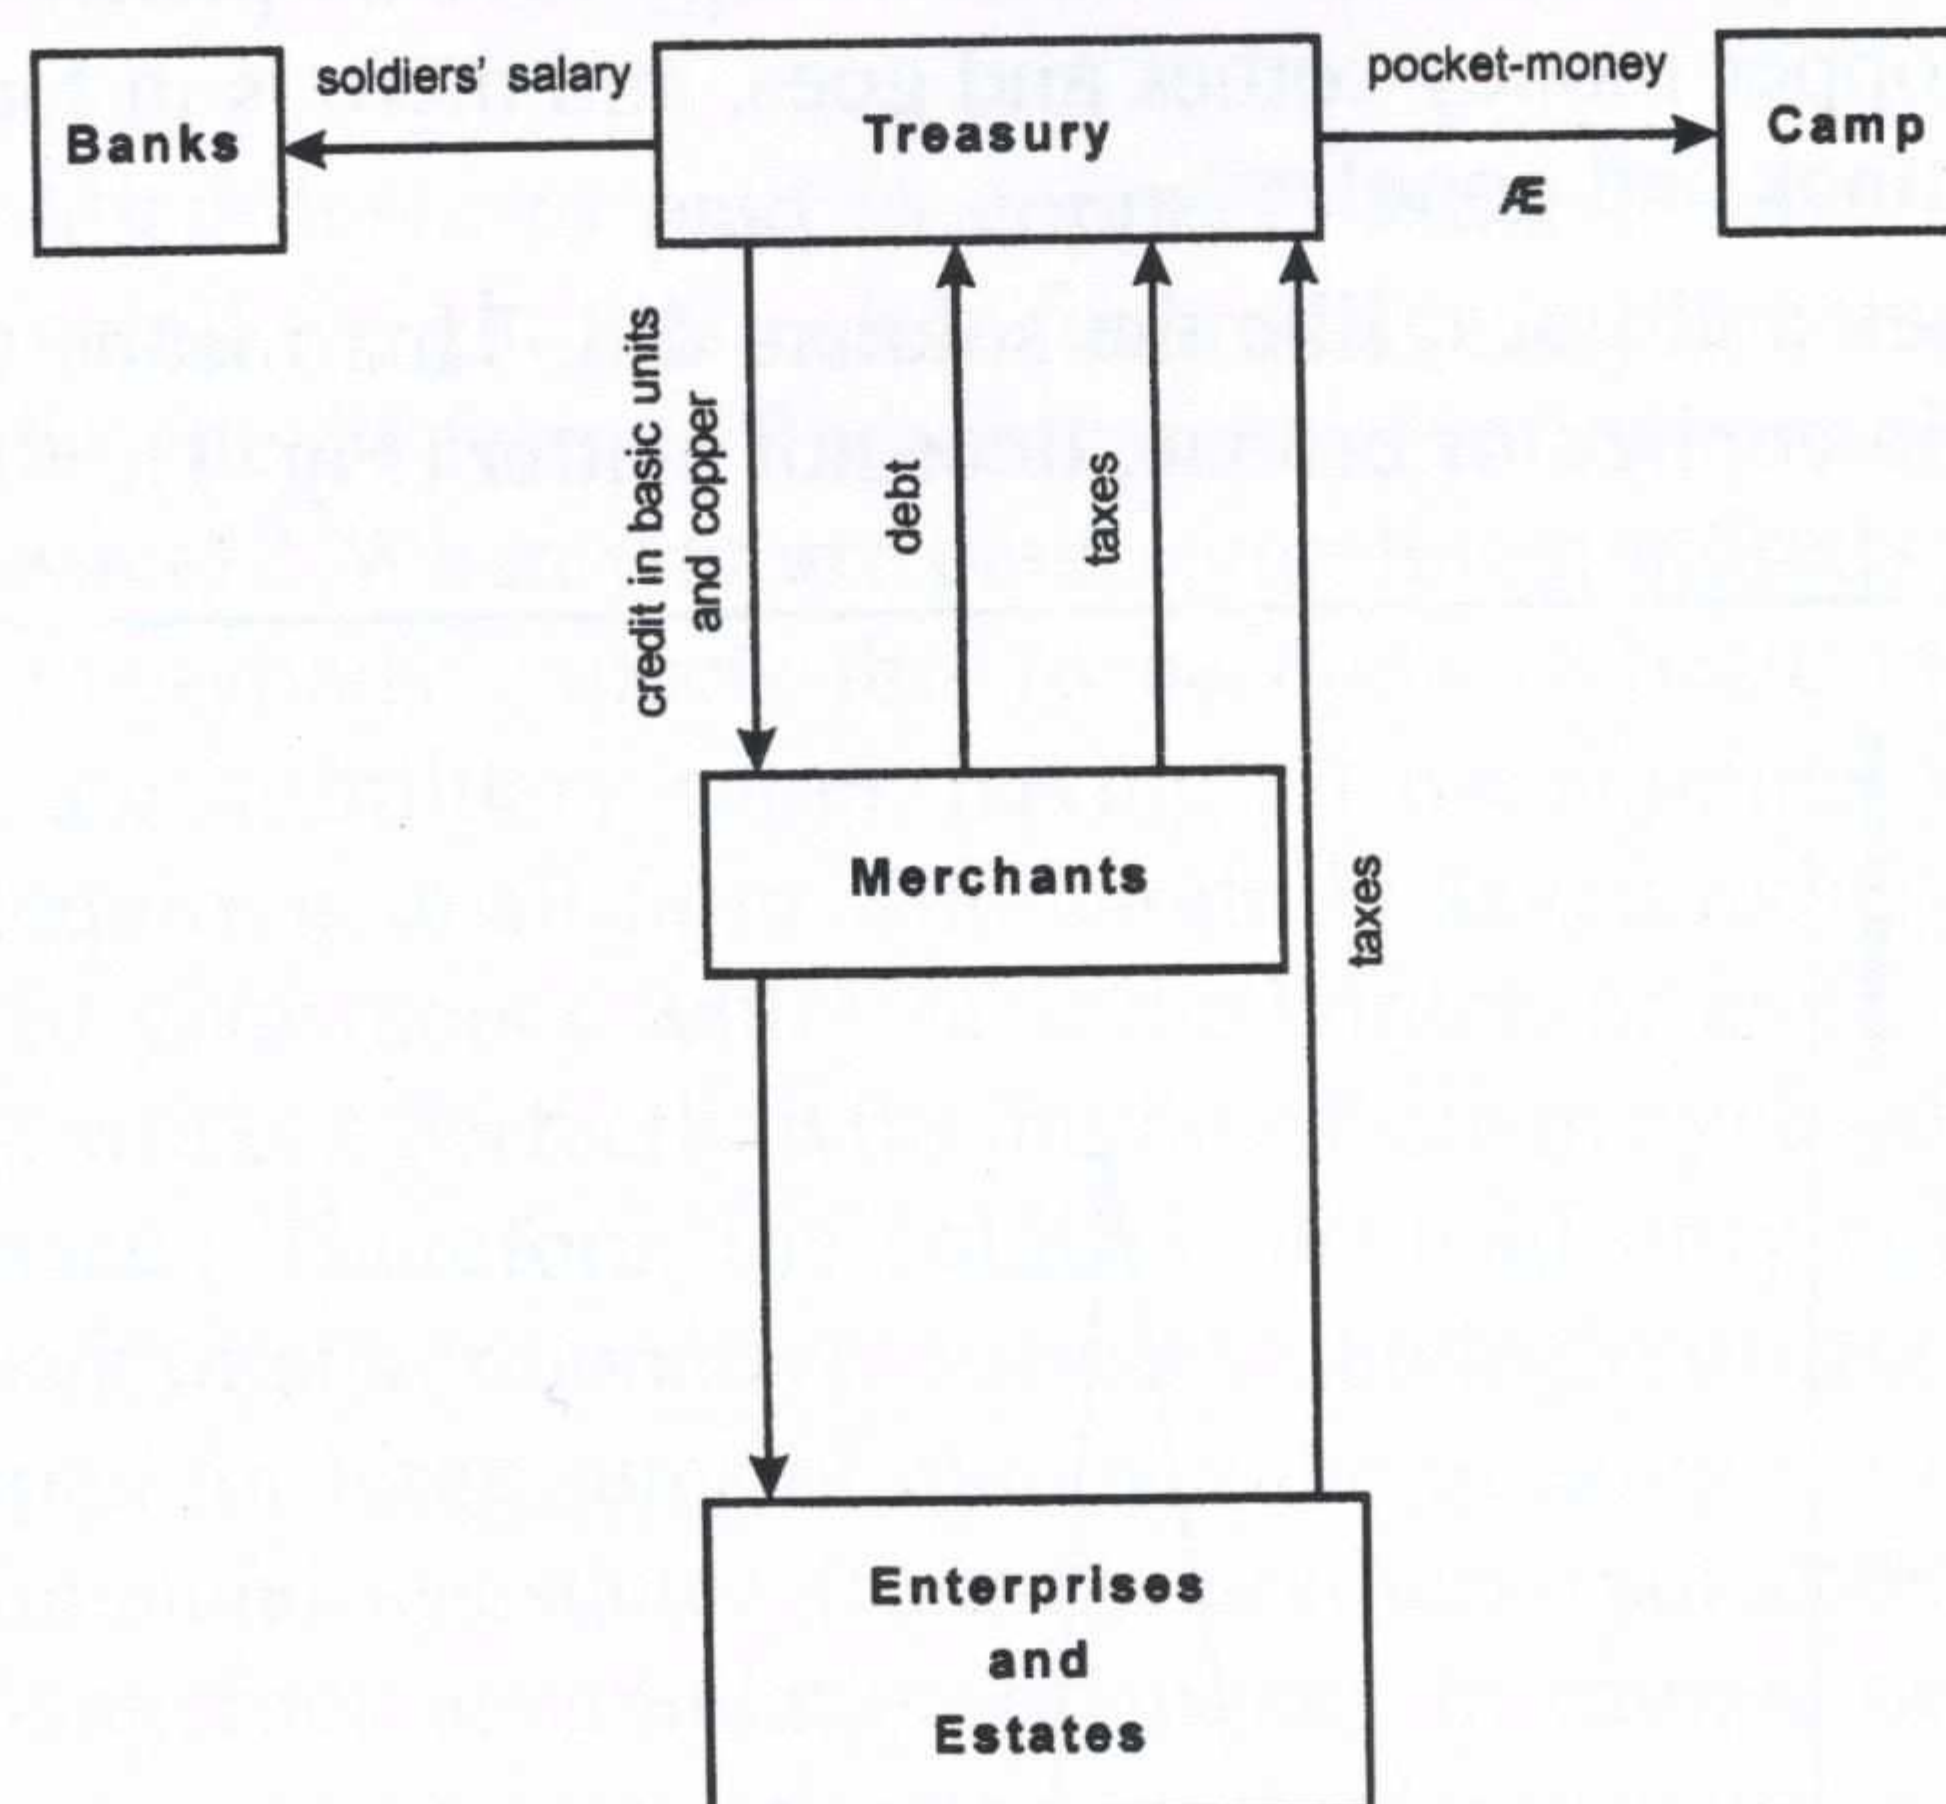 Banks
soldiers' salary
Treasury
pocket-money
Æ
Camp
credit in basic units
and copper
debt
taxes
Merchants
taxes
Enterprises
and
Estates